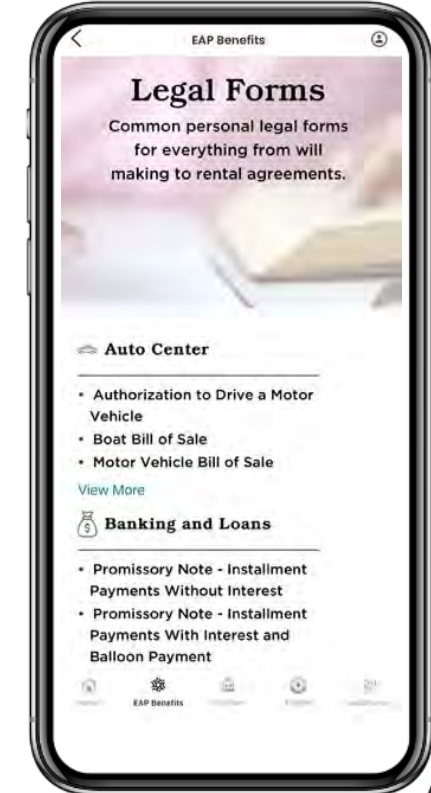 EAP Benefits
Legal Forms
Common personal legal forms
for everything from will
making to rental agreements.
Auto Center
• Authorization to Drive a Motor
Vehicle
• Boat Bill of Sale
• Motor Vehicle Bill of Sale
View More
$ Banking and Loans
• Promissory Note - Installment
Payments Without Interest
• Promissory Note - Installment
Payments With Interest and
Balloon Payment
EAP Benefits